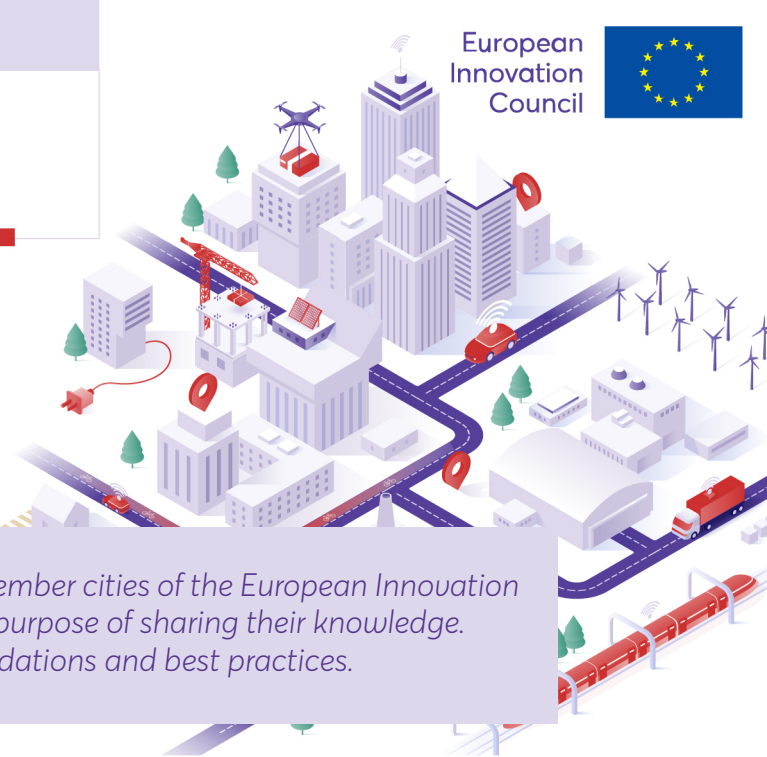 European
Innovation
Council
ember cities of the European Innovation
purpose of sharing their knowledge.
dations and best practices.